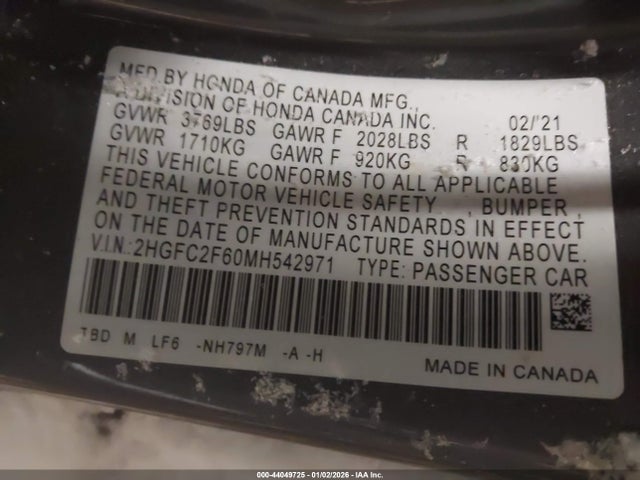 MFD.BY HONDA OF CANADA MFG.,
A DIVISION OF HONDA CANADA INC. 02/'21
GVWR 3769LBS GAWR F 2028LBS R 1829LBS
GVWR 1710KG GAWR F 920KG R 830KG
THIS VEHICLE CONFORMS TO ALL APPLICABLE
FEDERAL MOTOR VEHICLE SAFETY , BUMPER ,
AND THEFT PREVENTION STANDARDS IN EFFECT
ON THE DATE OF MANUFACTURE SHOWN ABOVE.
V.I.N.:2HGFC2F60MH542971 TYPE: PASSENGER CAR
TBD M LF6 -NH797M -A -H
MADE IN CANADA
000-44049725 - 01/02/2026 - IAA Inc.